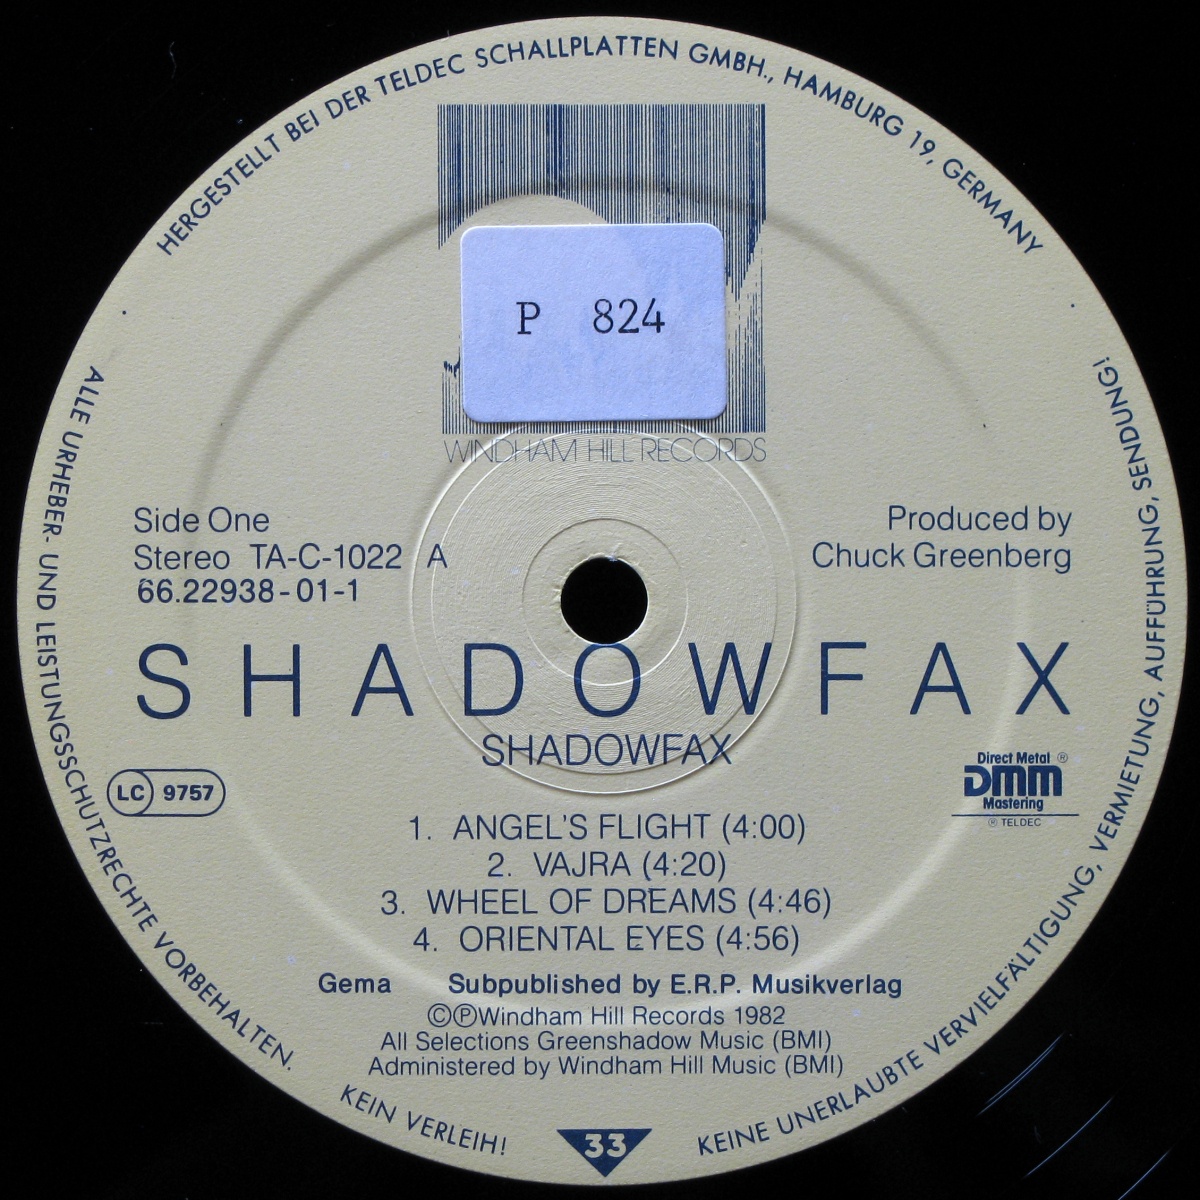 HERGESTELLT BEI DER TELDEC SCHALLPLATTEN GMBH., HAMBURG 19, GERMANY
P 824
WINDHAM HILL RECORDS
Side One
Stereo TA-C-1022 A
66.22938-01-1
Produced by
Chuck Greenberg
SHADOWFAX
SHADOWFAX
LC 9757
Direct Metal ®
DMM
Mastering
® TELDEC
1. ANGEL'S FLIGHT (4:00)
2. VAJRA (4:20)
3. WHEEL OF DREAMS (4:46)
4. ORIENTAL EYES (4:56)
Gema Subpublished by E.R.P. Musikverlag
©℗Windham Hill Records 1982
All Selections Greenshadow Music (BMI)
Administered by Windham Hill Music (BMI)
33
ALLE URHEBER- UND LEISTUNGSSCHUTZRECHTE VORBEHALTEN.
KEIN VERLEIH!
KEINE UNERLAUBTE VERVIELFÄLTIGUNG, VERMIETUNG, AUFFÜHRUNG, SENDUNG!